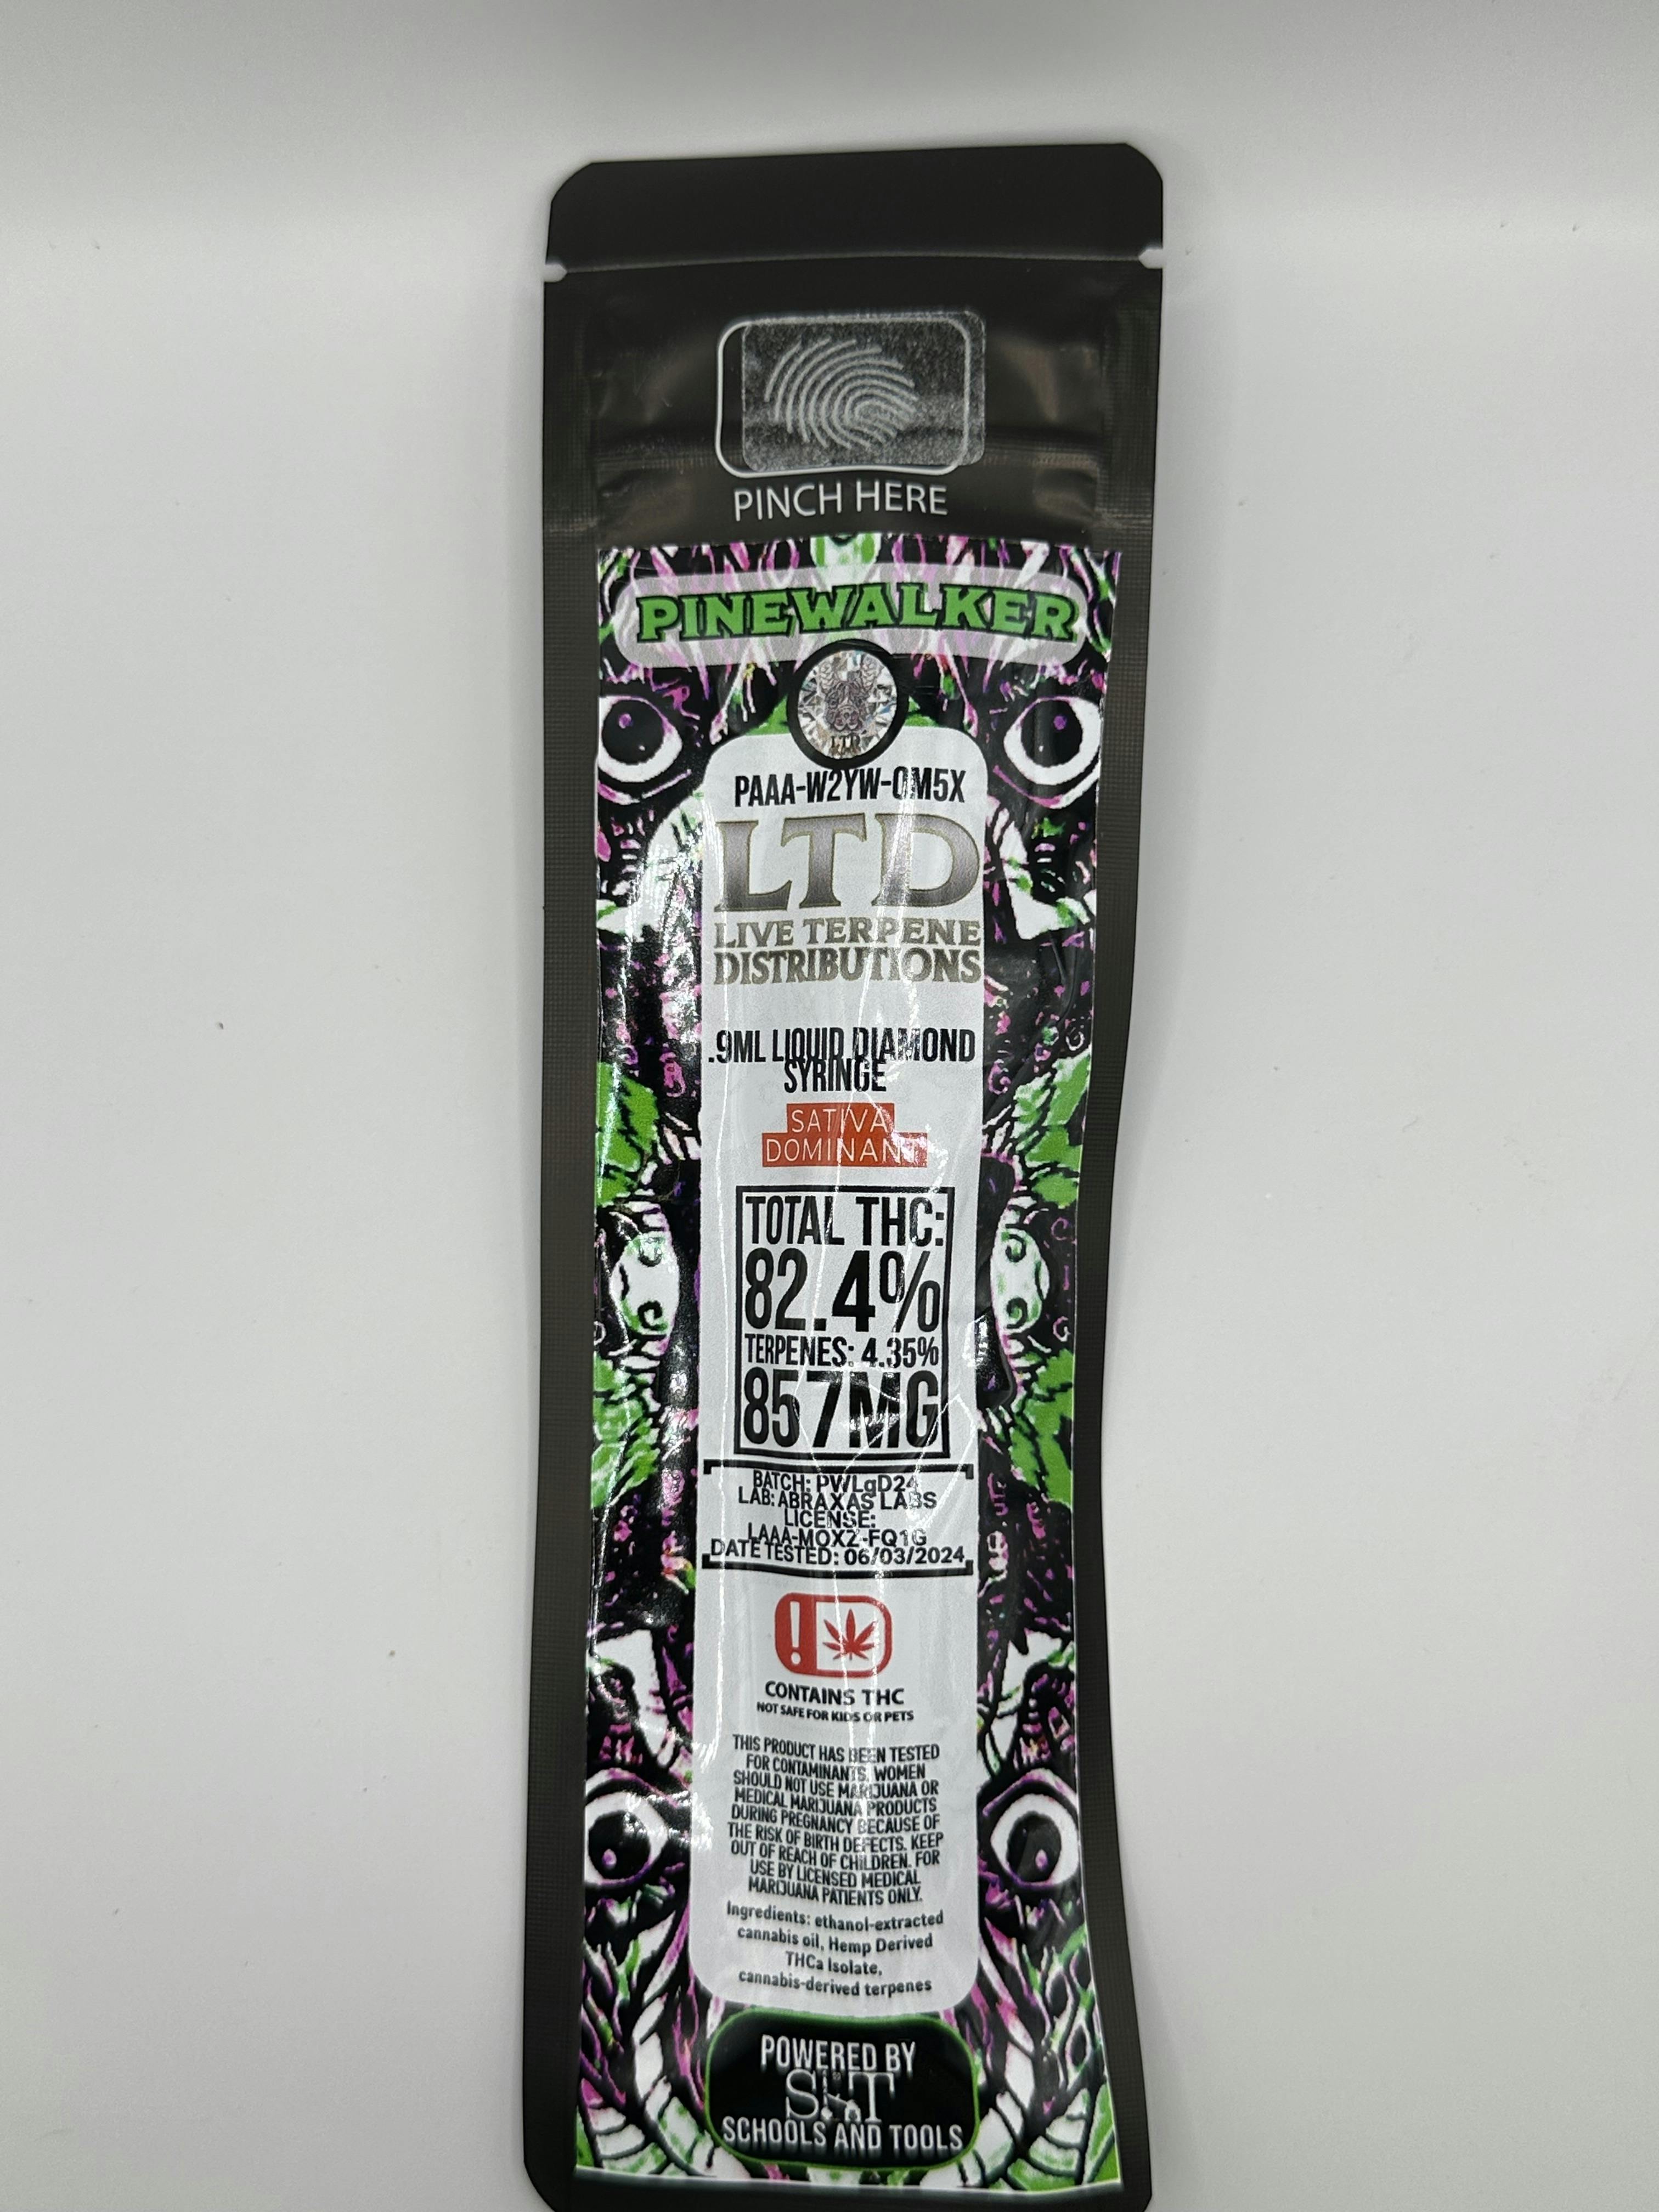 PINCH HERE
PINEWALKER
LTD
PAAA-W2YW-OM5X
LTD
LIVE TERPENE
DISTRIBUTIONS
.9ML LIQUID DIAMOND
SYRINGE
SATIVA
DOMINANT
TOTAL THC:
82.4%
TERPENES: 4.35%
857MG
BATCH: PWLgD24
LAB: ABRAXAS LABS
LICENSE:
LAAA-MOXZ-FQ1G
DATE TESTED: 06/03/2024
CONTAINS THC
NOT SAFE FOR KIDS OR PETS
THIS PRODUCT HAS BEEN TESTED
FOR CONTAMINANTS. WOMEN
SHOULD NOT USE MARIJUANA OR
MEDICAL MARIJUANA PRODUCTS
DURING PREGNANCY BECAUSE OF
THE RISK OF BIRTH DEFECTS. KEEP
OUT OF REACH OF CHILDREN. FOR
USE BY LICENSED MEDICAL
MARIJUANA PATIENTS ONLY.
Ingredients: ethanol-extracted
cannabis oil, Hemp Derived
THCa Isolate,
cannabis-derived terpenes
POWERED BY
SCHOOLS AND TOOLS